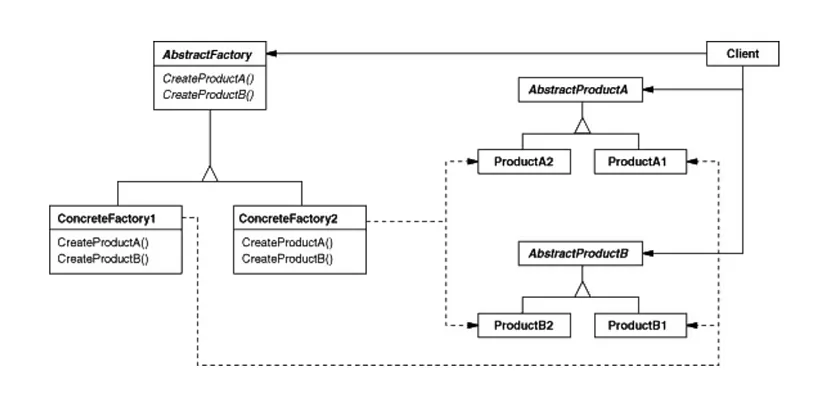 AbstractFactory
CreateProductA()
CreateProductB()
Client
AbstractProductA
ProductA2
ProductA1
ConcreteFactory1
CreateProductA()
CreateProductB()
ConcreteFactory2
CreateProductA()
CreateProductB()
AbstractProductB
ProductB2
ProductB1